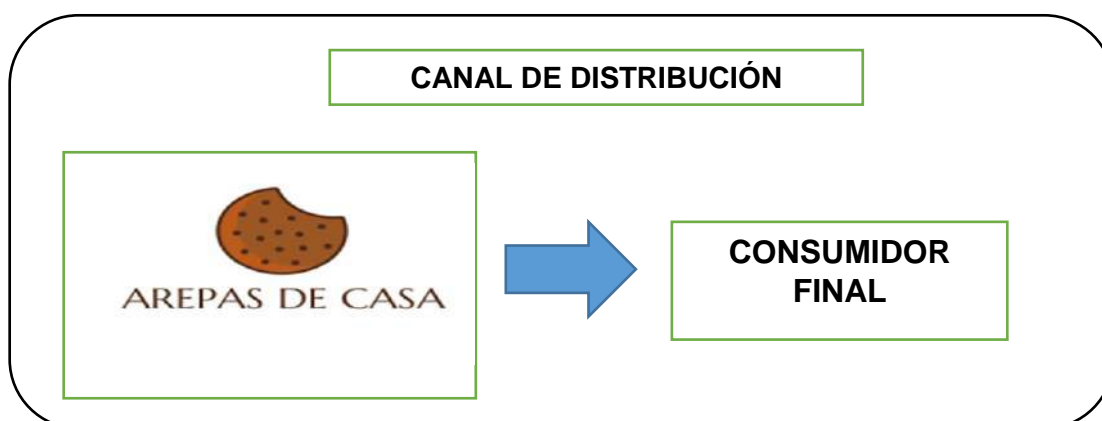 CANAL DE DISTRIBUCIÓN
AREPAS DE CASA
CONSUMIDOR
FINAL